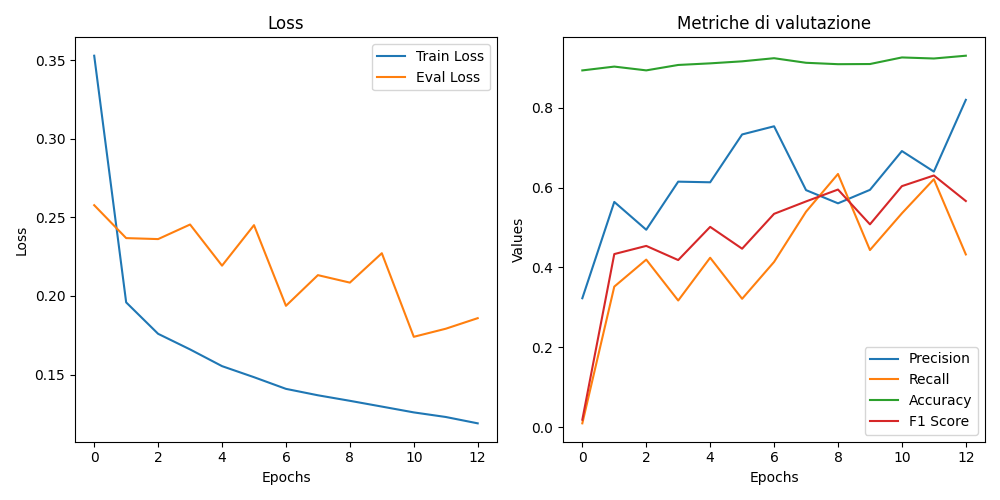 Loss
Train Loss
Eval Loss
0.35
0.30
0.25
0.20
0.15
Loss
0 2 4 6 8 10 12
Epochs
Metriche di valutazione
0.8
0.6
0.4
0.2
0.0
Values
Precision
Recall
Accuracy
F1 Score
0 2 4 6 8 10 12
Epochs